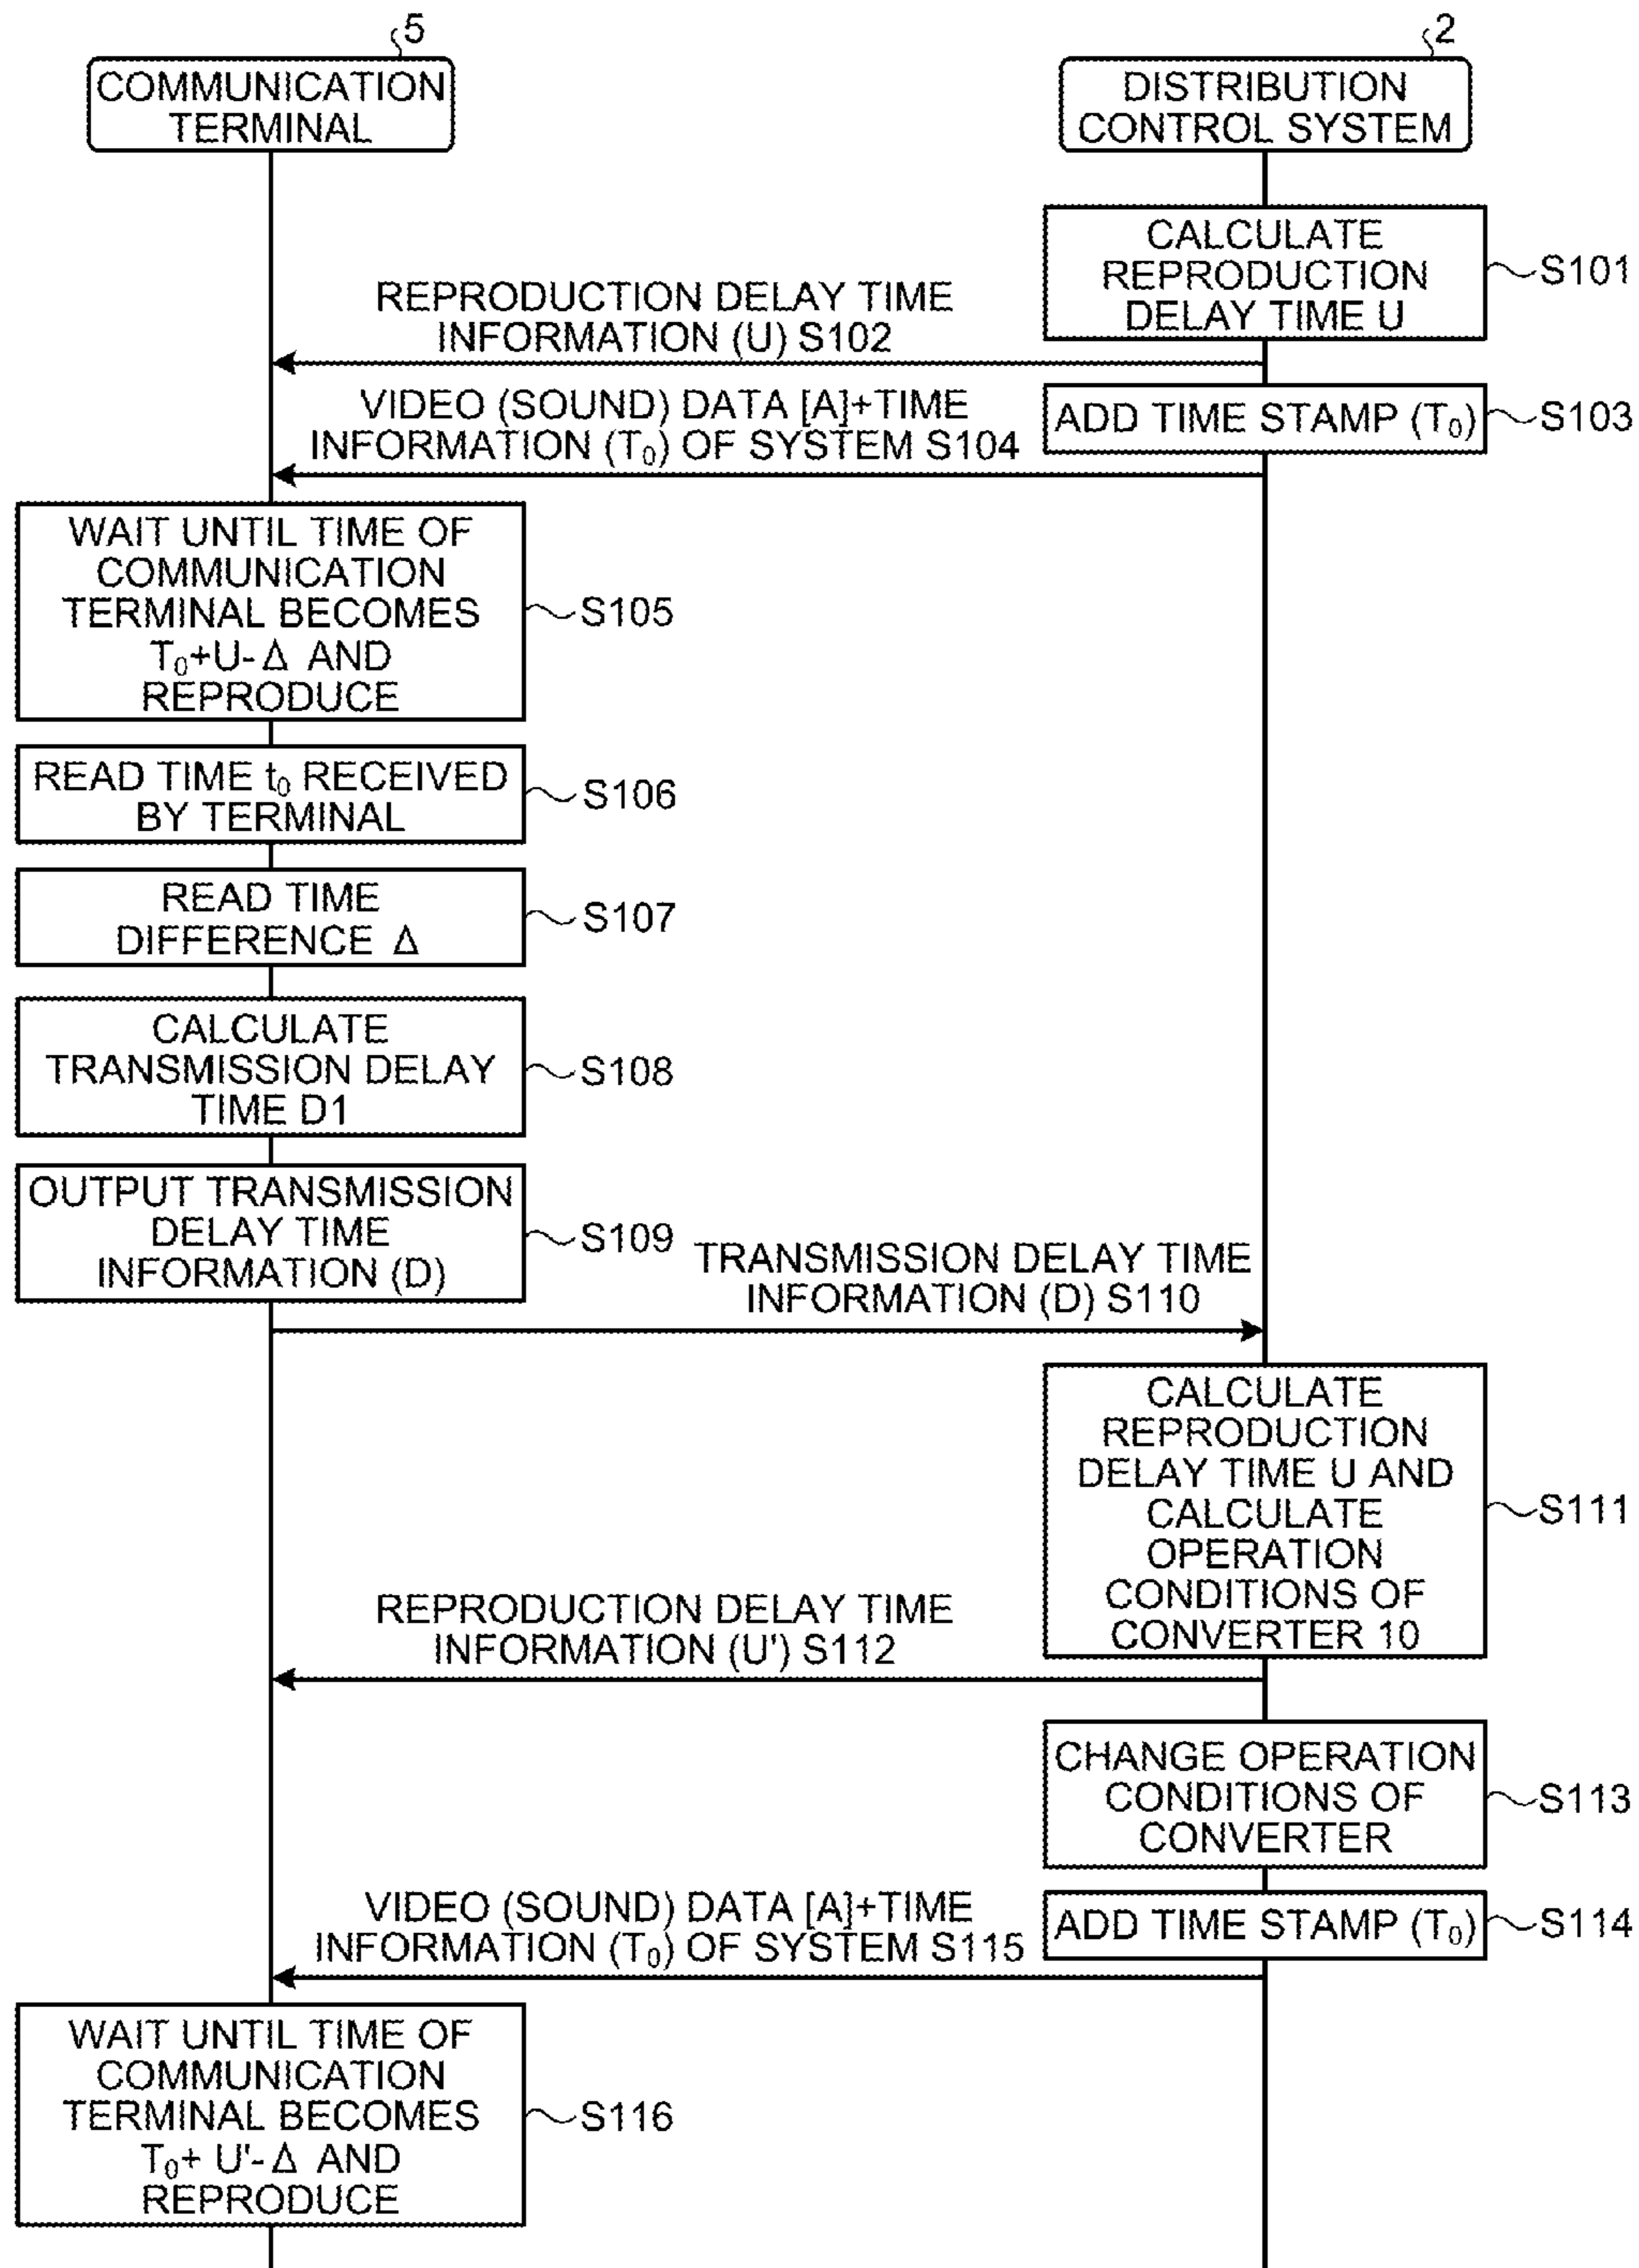 5
COMMUNICATION
TERMINAL
2
DISTRIBUTION
CONTROL SYSTEM
CALCULATE
REPRODUCTION
DELAY TIME U
S101
REPRODUCTION DELAY TIME
INFORMATION (U) S102
ADD TIME STAMP (T₀)
S103
VIDEO (SOUND) DATA [A]+TIME
INFORMATION (T₀) OF SYSTEM S104
WAIT UNTIL TIME OF
COMMUNICATION
TERMINAL BECOMES
T₀+U-Δ AND
REPRODUCE
S105
READ TIME t₀ RECEIVED
BY TERMINAL
S106
READ TIME
DIFFERENCE Δ
S107
CALCULATE
TRANSMISSION DELAY
TIME D1
S108
OUTPUT TRANSMISSION
DELAY TIME
INFORMATION (D)
S109
TRANSMISSION DELAY TIME
INFORMATION (D) S110
CALCULATE
REPRODUCTION
DELAY TIME U AND
CALCULATE
OPERATION
CONDITIONS OF
CONVERTER 10
S111
REPRODUCTION DELAY TIME
INFORMATION (U') S112
CHANGE OPERATION
CONDITIONS OF
CONVERTER
S113
ADD TIME STAMP (T₀)
S114
VIDEO (SOUND) DATA [A]+TIME
INFORMATION (T₀) OF SYSTEM S115
WAIT UNTIL TIME OF
COMMUNICATION
TERMINAL BECOMES
T₀+ U'-Δ AND
REPRODUCE
S116